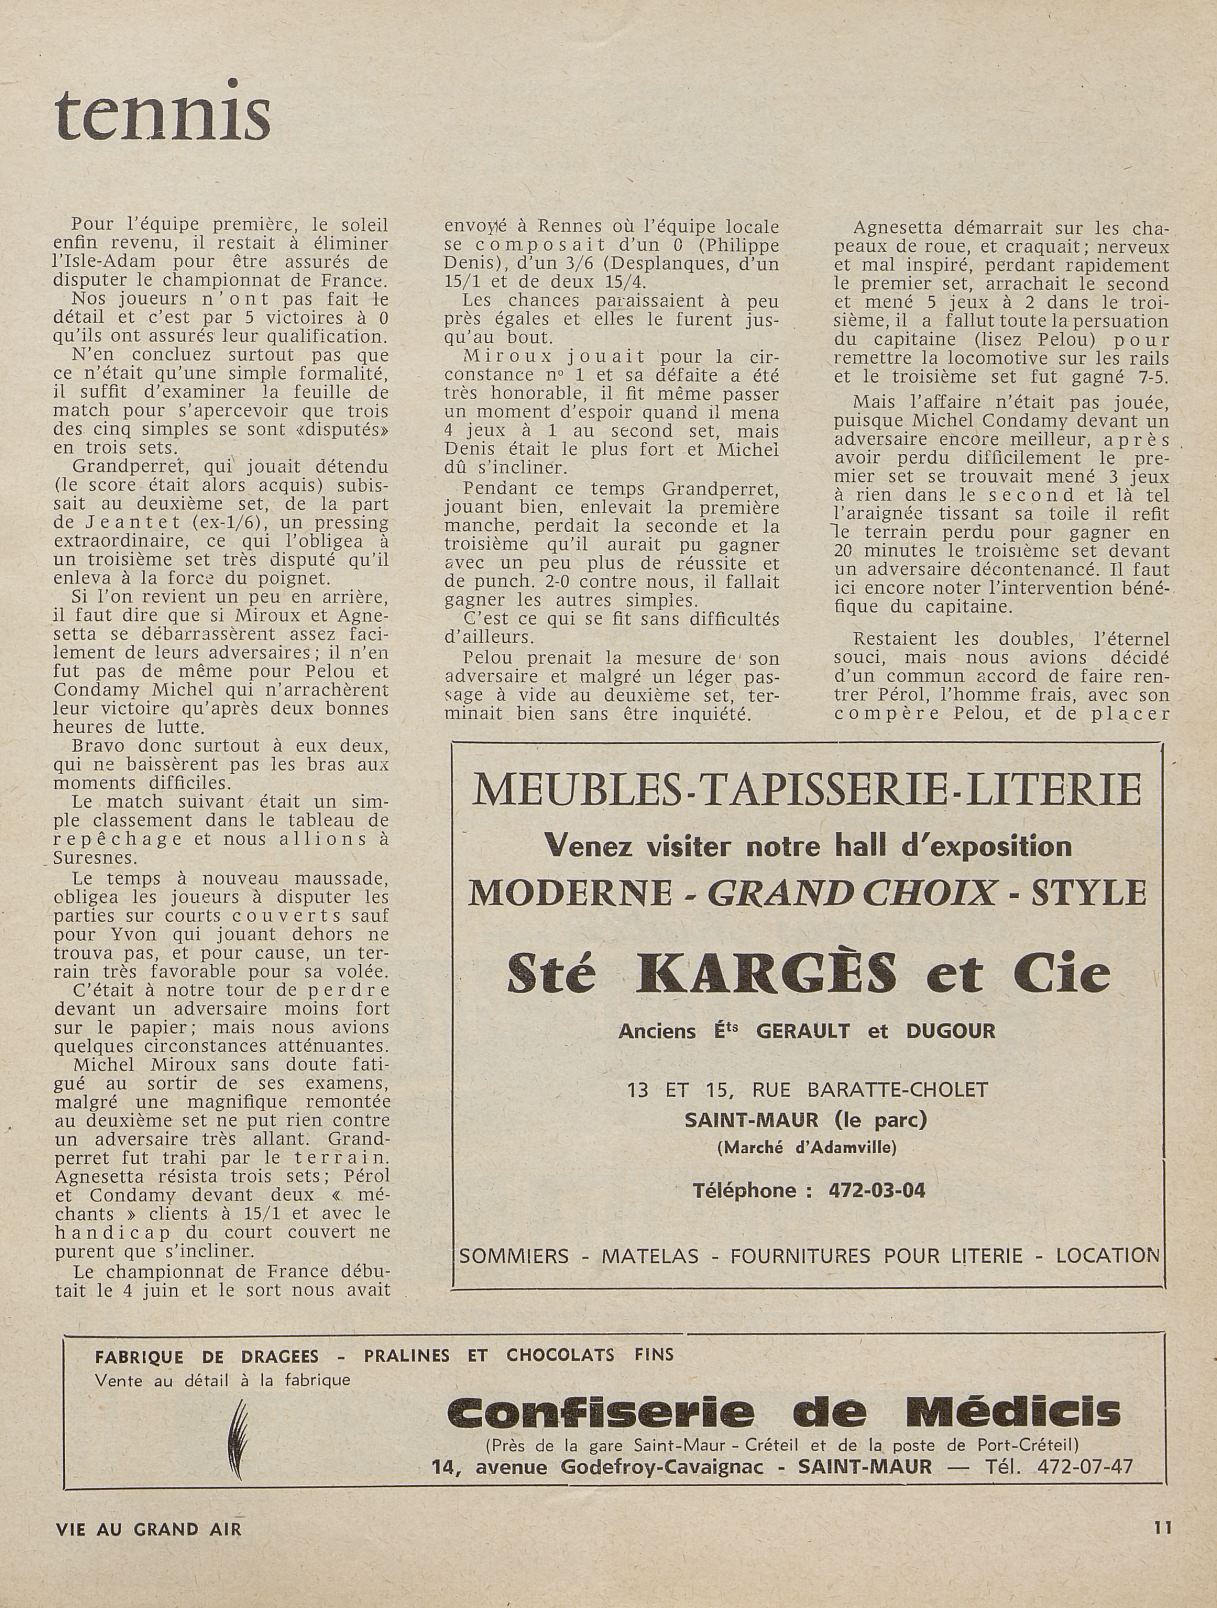 tennis
Pour l'équipe première, le soleil
enfin revenu, il restait à éliminer
l'Isle-Adam pour être assurés de
disputer le championnat de France.
Nos joueurs n'ont pas fait le
détail et c'est par 5 victoires à 0
qu'ils ont assurés leur qualification.
N'en concluez surtout pas que
ce n'était qu'une simple formalité,
il suffit d'examiner la feuille de
match pour s'apercevoir que trois
des cinq simples se sont «disputés»
en trois sets.
Grandperret, qui jouait détendu
(le score était alors acquis) subis-
sait au deuxième set, de la part
de Jeantet (ex-1/6), un pressing
extraordinaire, ce qui l'obligea à
un troisième set très disputé qu'il
enleva à la force du poignet.
Si l'on revient un peu en arrière,
il faut dire que si Miroux et Agne-
setta se débarrassèrent assez faci-
lement de leurs adversaires; il n'en
fut pas de même pour Pelou et
Condamy Michel qui n'arrachèrent
leur victoire qu'après deux bonnes
heures de lutte.
Bravo donc surtout à eux deux,
qui ne baissèrent pas les bras aux
moments difficiles.
Le match suivant était un sim-
ple classement dans le tableau de
repêchage et nous allions à
Suresnes.
Le temps à nouveau maussade,
obligea les joueurs à disputer les
parties sur courts couverts sauf
pour Yvon qui jouant dehors ne
trouva pas, et pour cause, un ter-
rain très favorable pour sa volée.
C'était à notre tour de perdre
devant un adversaire moins fort
sur le papier; mais nous avions
quelques circonstances atténuantes.
Michel Miroux sans doute fati-
gué au sortir de ses examens,
malgré une magnifique remontée
au deuxième set ne put rien contre
un adversaire très allant. Grand-
perret fut trahi par le terrain.
Agnesetta résista trois sets; Pérol
et Condamy devant deux « mé-
chants » clients à 15/1 et avec le
handicap du court couvert ne
purent que s'incliner.
Le championnat de France débu-
tait le 4 juin et le sort nous avait
envoyé à Rennes où l'équipe locale
se composait d'un 0 (Philippe
Denis), d'un 3/6 (Desplanques, d'un
15/1 et de deux 15/4.
Les chances paraissaient à peu
près égales et elles le furent jus-
qu'au bout.
Miroux jouait pour la cir-
constance n° 1 et sa défaite a été
très honorable, il fit même passer
un moment d'espoir quand il mena
4 jeux à 1 au second set, mais
Denis était le plus fort et Michel
dû s'incliner.
Pendant ce temps Grandperret,
jouant bien, enlevait la première
manche, perdait la seconde et la
troisième qu'il aurait pu gagner
avec un peu plus de réussite et
de punch. 2-0 contre nous, il fallait
gagner les autres simples.
C'est ce qui se fit sans difficultés
d'ailleurs.
Pelou prenait la mesure de son
adversaire et malgré un léger pas-
sage à vide au deuxième set, ter-
minait bien sans être inquiété.
Agnesetta démarrait sur les cha-
peaux de roue, et craquait; nerveux
et mal inspiré, perdant rapidement
le premier set, arrachait le second
et mené 5 jeux à 2 dans le troi-
sième, il a fallut toute la persuation
du capitaine (lisez Pelou) pour
remettre la locomotive sur les rails
et le troisième set fut gagné 7-5.
Mais l'affaire n'était pas jouée,
puisque Michel Condamy devant un
adversaire encore meilleur, après
avoir perdu difficilement le pre-
mier set se trouvait mené 3 jeux
à rien dans le second et là tel
l'araignée tissant sa toile il refit
le terrain perdu pour gagner en
20 minutes le troisième set devant
un adversaire décontenancé. Il faut
ici encore noter l'intervention béné-
fique du capitaine.
Restaient les doubles, l'éternel
souci, mais nous avions décidé
d'un commun accord de faire ren-
trer Pérol, l'homme frais, avec son
compère Pelou, et de placer
MEUBLES-TAPISSERIE-LITERIE
Venez visiter notre hall d'exposition
MODERNE - GRAND CHOIX - STYLE
Sté KARGÈS et Cie
Anciens Éts GERAULT et DUGOUR
13 ET 15, RUE BARATTE-CHOLET
SAINT-MAUR (le parc)
(Marché d'Adamville)
Téléphone : 472-03-04
SOMMIERS - MATELAS - FOURNITURES POUR LITERIE - LOCATION
FABRIQUE DE DRAGEES - PRALINES ET CHOCOLATS FINS
Vente au détail à la fabrique
Confiserie de Médicis
(Près de la gare Saint-Maur - Créteil et de la poste de Port-Créteil)
14, avenue Godefroy-Cavaignac - SAINT-MAUR — Tél. 472-07-47
VIE AU GRAND AIR
11